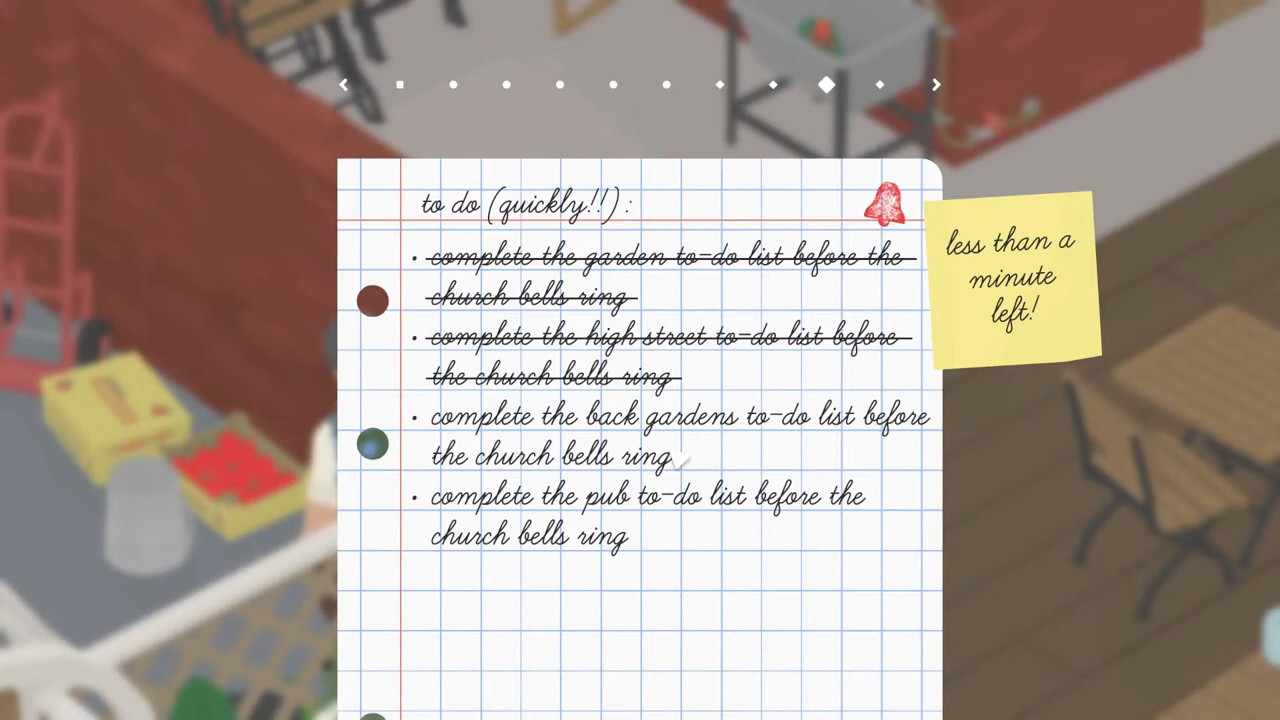 to do (quickly!!) :
• complete the garden to-do list before the
church bells ring
• complete the high street to-do list before
the church bells ring
• complete the back gardens to-do list before
the church bells ring
• complete the pub to-do list before the
church bells ring
less than a
minute
left!